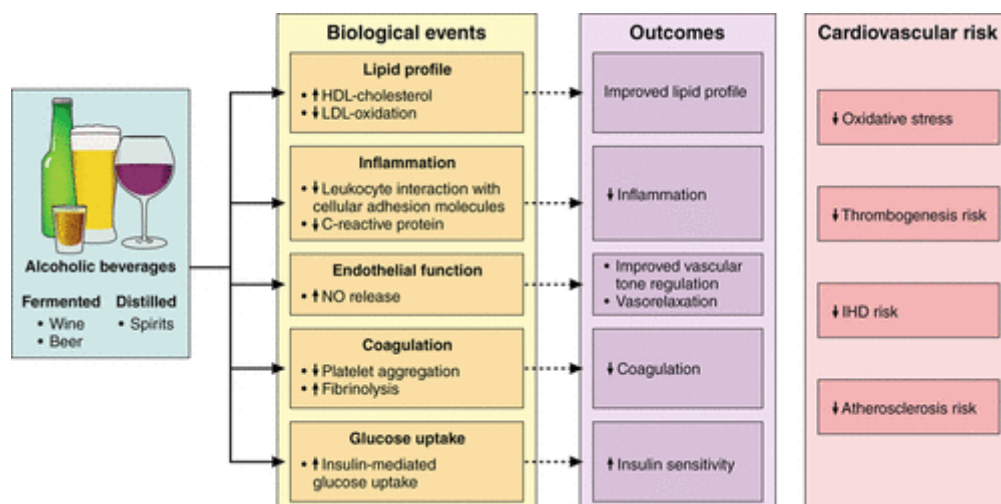 Alcoholic beverages
Fermented
• Wine
• Beer
Distilled
• Spirits
Biological events
Lipid profile
• ↑ HDL-cholesterol
• ↓ LDL-oxidation
Inflammation
• ↓ Leukocyte interaction with
cellular adhesion molecules
• ↓ C-reactive protein
Endothelial function
• ↑ NO release
Coagulation
• ↓ Platelet aggregation
• ↑ Fibrinolysis
Glucose uptake
• ↑ Insulin-mediated
glucose uptake
Outcomes
Improved lipid profile
↓ Inflammation
• Improved vascular
tone regulation
• Vasorelaxation
↓ Coagulation
↑ Insulin sensitivity
Cardiovascular risk
↓ Oxidative stress
↓ Thrombogenesis risk
↓ IHD risk
↓ Atherosclerosis risk